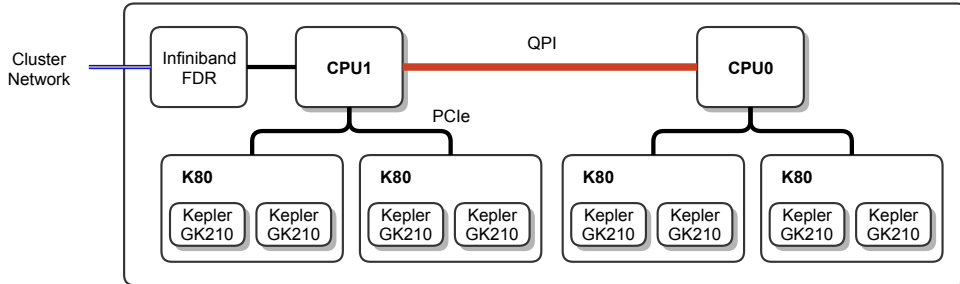 Cluster
Network
Infiniband
FDR
CPU1
QPI
CPU0
PCIe
K80
Kepler
GK210
Kepler
GK210
K80
Kepler
GK210
Kepler
GK210
K80
Kepler
GK210
Kepler
GK210
K80
Kepler
GK210
Kepler
GK210